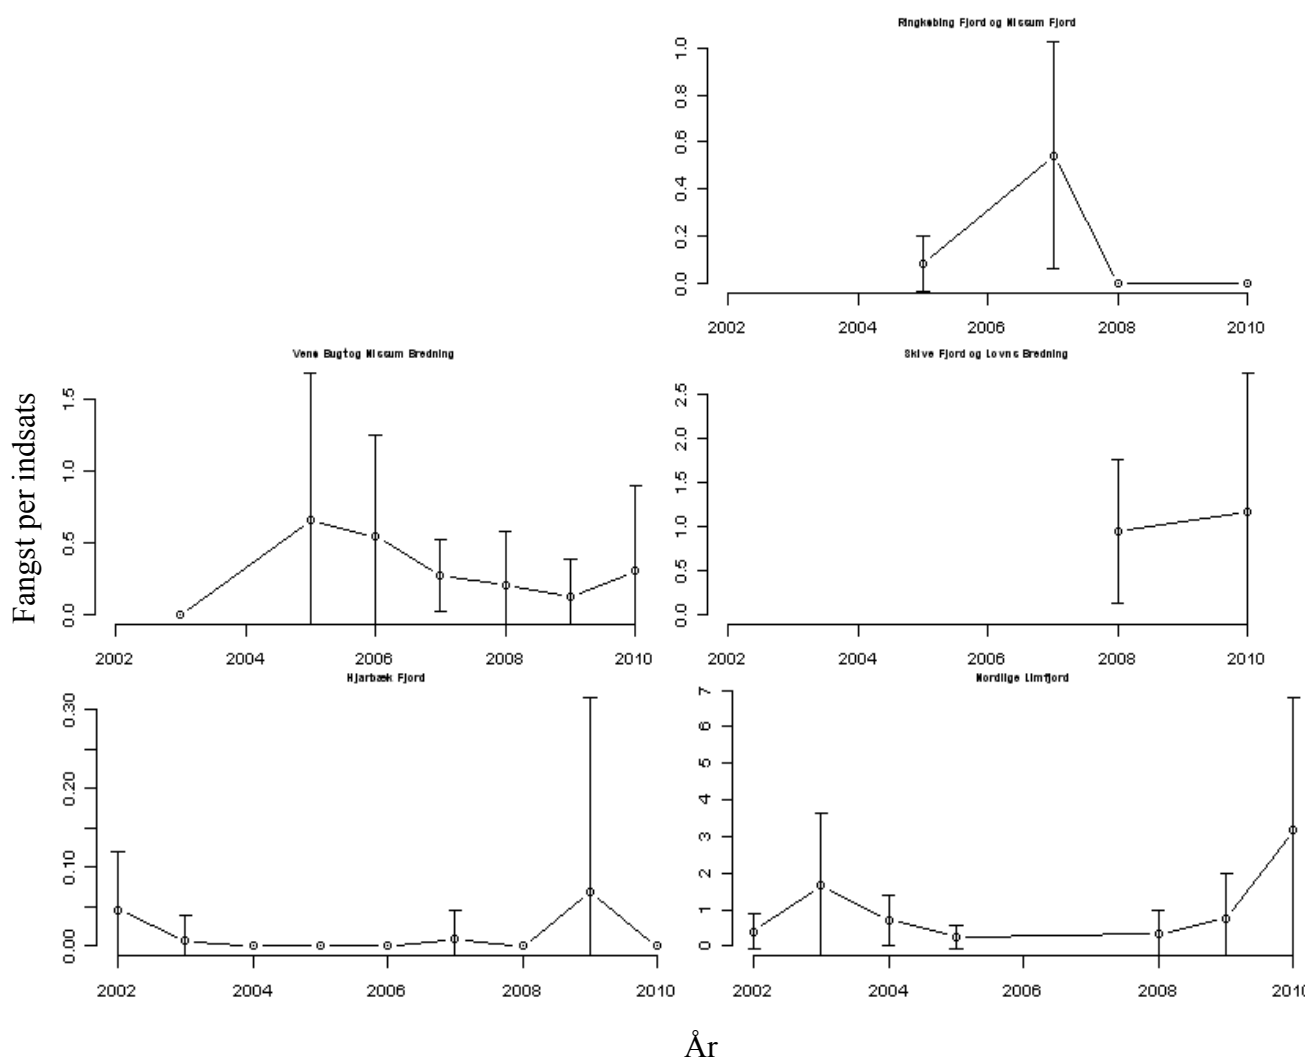 Ringkøbing Fjord og Nissum Fjord
1.0
0.8
0.6
0.4
0.2
0.0
2002 2004 2006 2008 2010
Venø Bugt og Nissum Bredning
1.5
1.0
0.5
0.0
2002 2004 2006 2008 2010
Skive Fjord og Lovns Bredning
2.5
2.0
1.5
1.0
0.5
0.0
2002 2004 2006 2008 2010
Fangst per indsats
Hjarbæk Fjord
0.30
0.20
0.10
0.00
2002 2004 2006 2008 2010
Nordlige Limfjord
7
6
5
4
3
2
1
0
2002 2004 2006 2008 2010
År